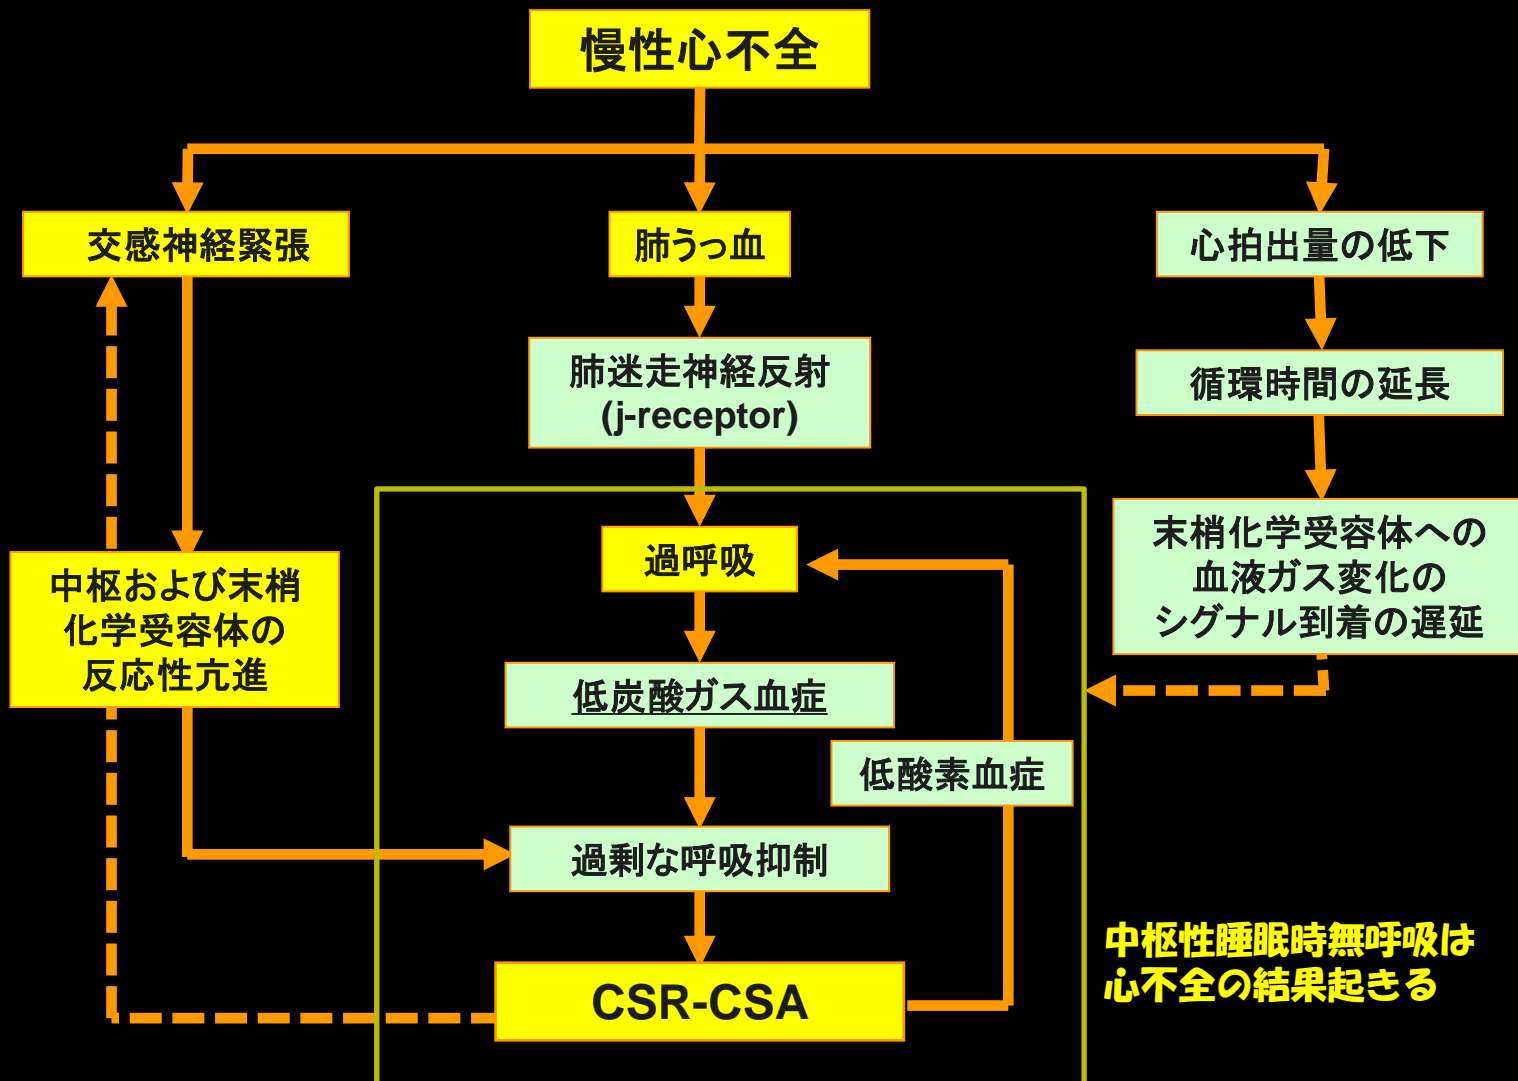 慢性心不全
交感神経緊張
肺うっ血
心拍出量の低下
肺迷走神経反射
(j-receptor)
循環時間の延長
過呼吸
末梢化学受容体への
血液ガス変化の
シグナル到着の遅延
中枢および末梢
化学受容体の
反応性亢進
低炭酸ガス血症
低酸素血症
過剰な呼吸抑制
中枢性睡眠時無呼吸は
心不全の結果起きる
CSR-CSA